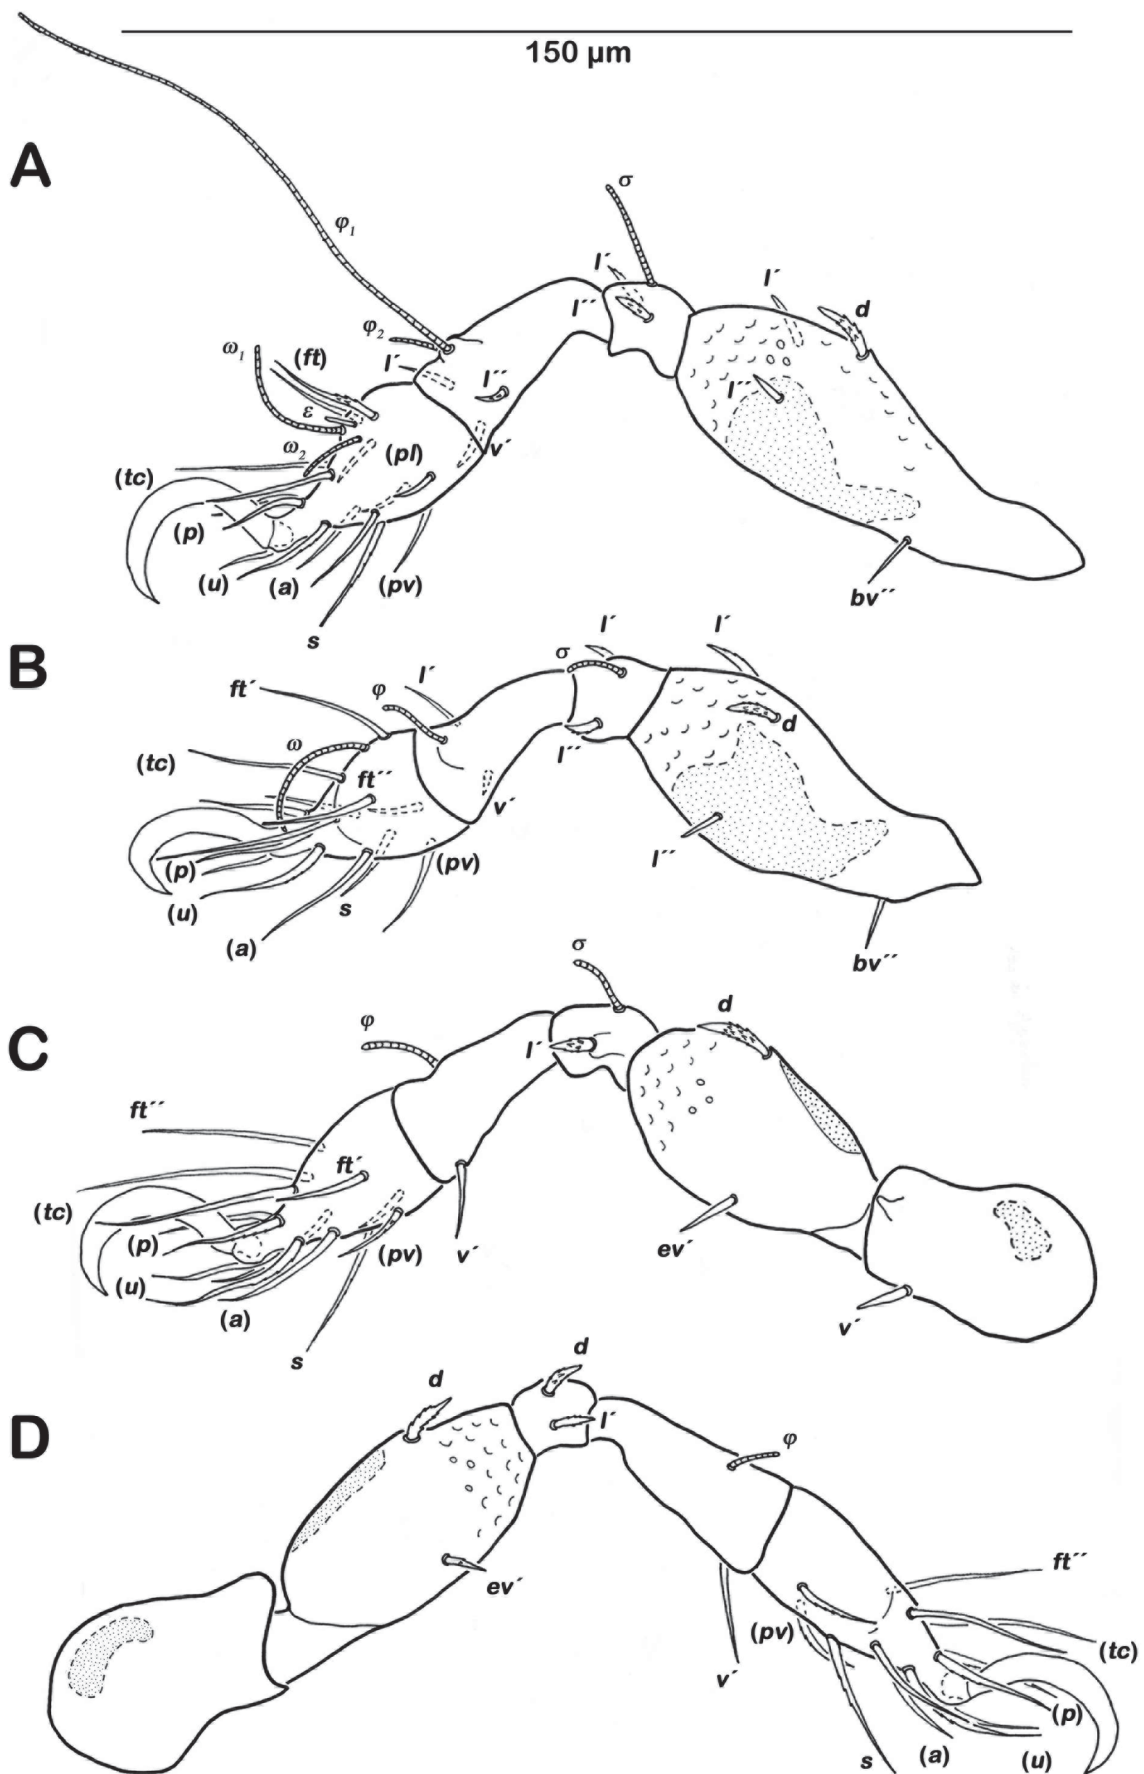 150 µm
A
φ1
σ
l´
l´´
l´
d
φ2
ω1
(ft)
l´
l´´
l´´
ε
ω2
(pl)
v´
(tc)
(p)
(u)
(a)
(pv)
s
bv´´
B
l´
l´
σ
ft´
φ
l´
d
ω
(tc)
ft´´
l´´
v´
l´´
(p)
(pv)
(u)
s
(a)
bv´´
C
σ
d
φ
l´
ft´´
ft´
(tc)
(p)
(pv)
v´
ev´
(u)
(a)
v´
s
D
d
d
l´
φ
ev´
ft´´
(pv)
(tc)
v´
(p)
s
(a)
(u)